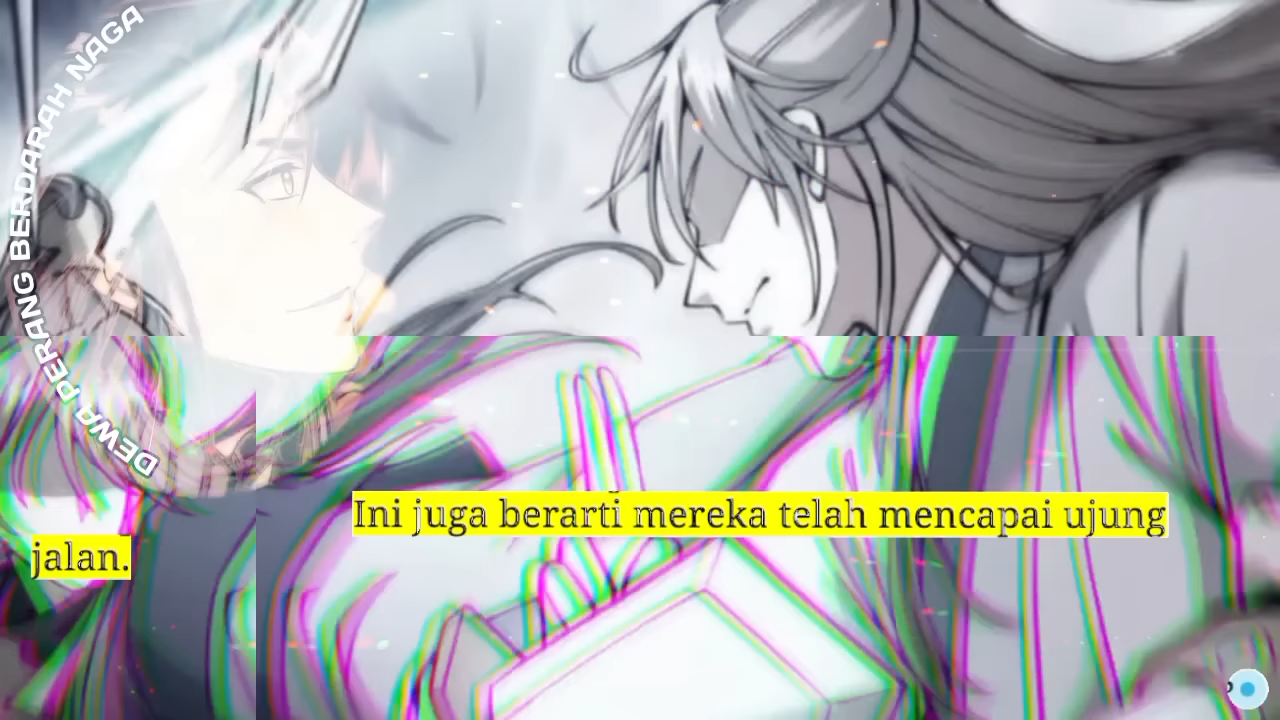 DEWA PERANG BERDARAH NAGA
Ini juga berarti mereka telah mencapai ujung
jalan.